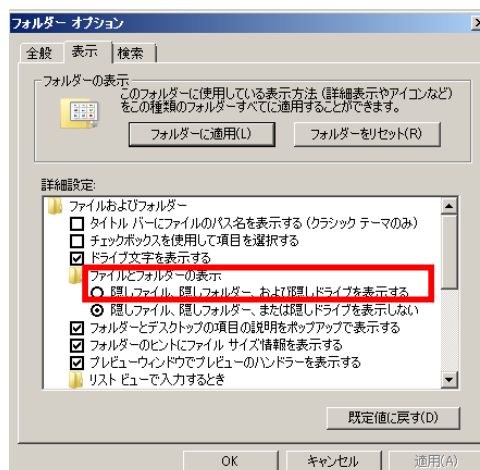 フォルダー オプション
全般
表示
検索
フォルダーの表示
このフォルダーに使用している表示方法（詳細表示やアイコンなど）
をこの種類のフォルダーすべてに適用することができます。
フォルダーに適用(L)
フォルダーをリセット(R)
詳細設定:
ファイルおよびフォルダー
タイトル バーにファイルのパス名を表示する (クラシック テーマのみ)
チェックボックスを使用して項目を選択する
ドライブ文字を表示する
ファイルとフォルダーの表示
隠しファイル、隠しフォルダー、および隠しドライブを表示する
隠しファイル、隠しフォルダー、または隠しドライブを表示しない
フォルダーとデスクトップの項目の説明をポップアップで表示する
フォルダーのヒントにファイル サイズ情報を表示する
プレビューウィンドウでプレビューのハンドラーを表示する
リスト ビューで入力するとき
既定値に戻す(D)
OK
キャンセル
適用(A)